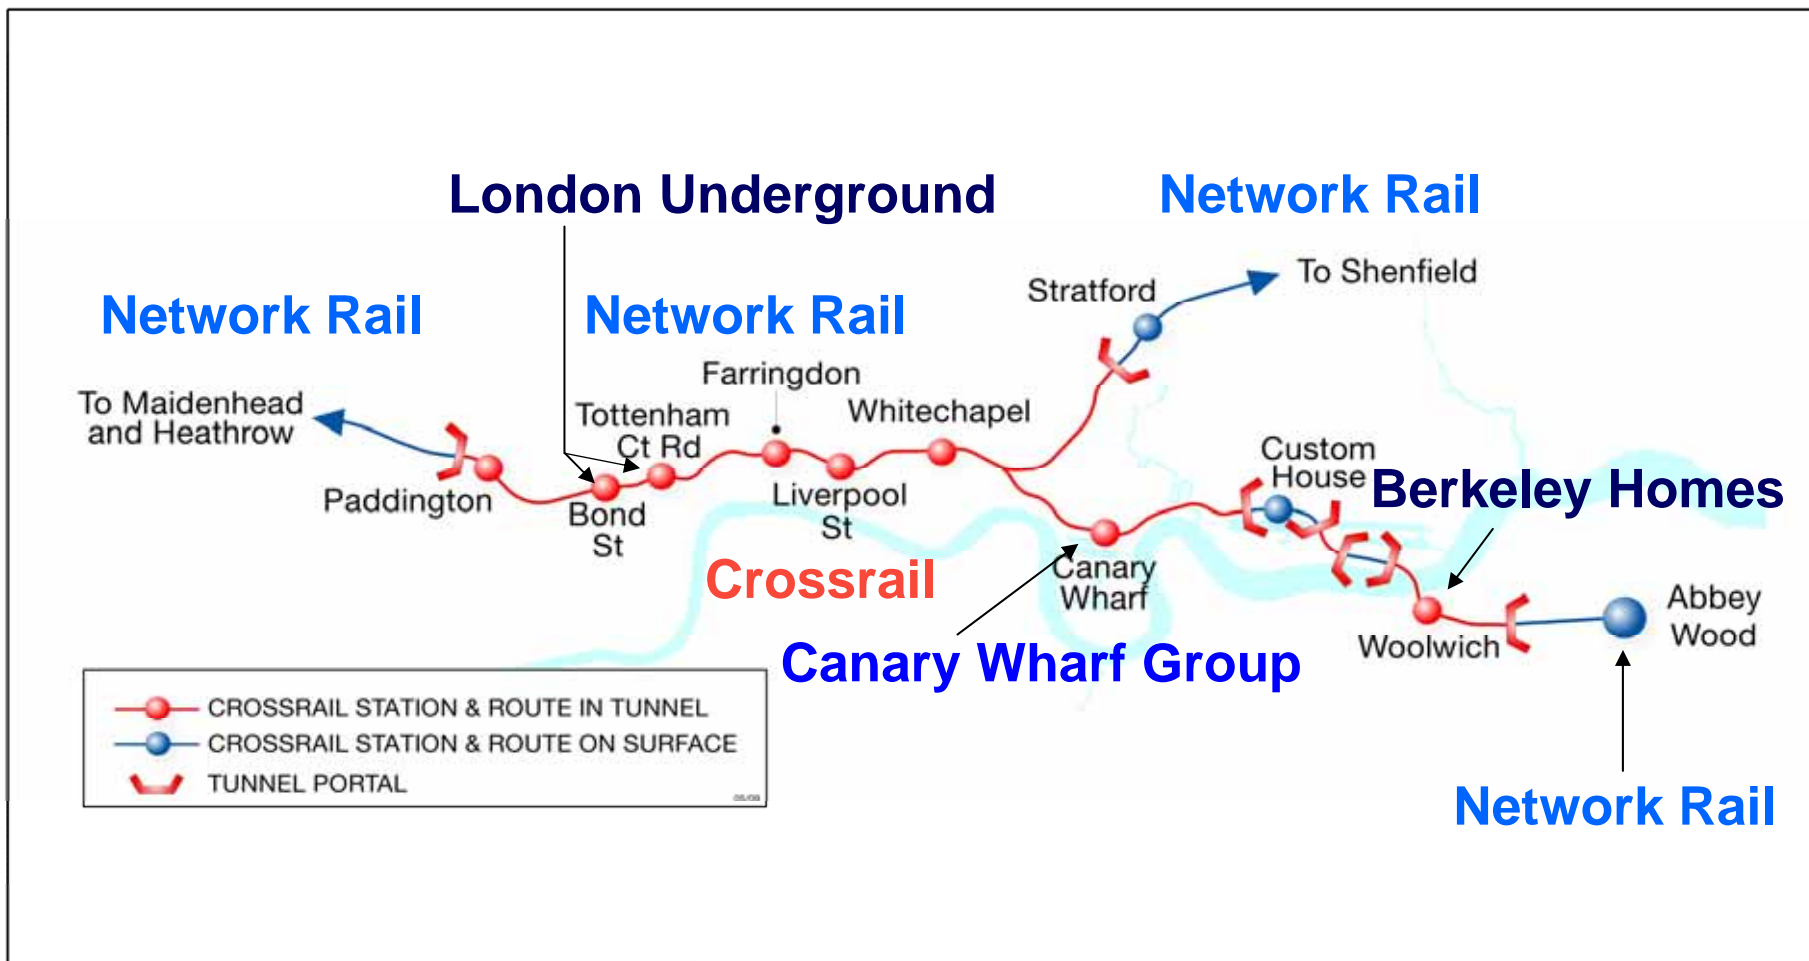 London Underground
Network Rail
To Shenfield
Stratford
Network Rail
Network Rail
Farringdon
To Maidenhead
and Heathrow
Tottenham
Ct Rd
Whitechapel
Custom
House
Berkeley Homes
Paddington
Bond
St
Liverpool
St
Crossrail
Canary
Wharf
Abbey
Wood
Woolwich
Canary Wharf Group
CROSSRAIL STATION & ROUTE IN TUNNEL
CROSSRAIL STATION & ROUTE ON SURFACE
TUNNEL PORTAL
Network Rail